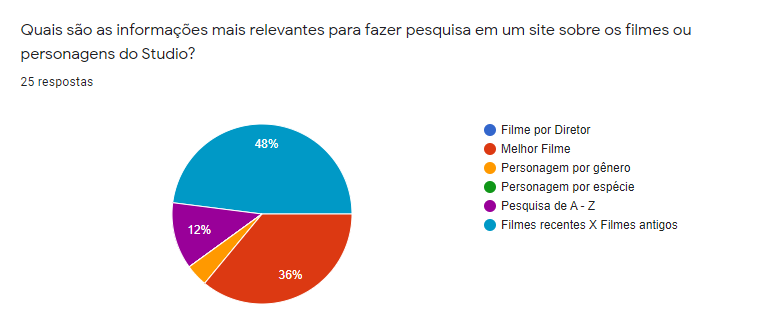 Quais são as informações mais relevantes para fazer pesquisa em um site sobre os filmes ou
personagens do Studio?
25 respostas
48%
12%
36%
Filme por Diretor
Melhor Filme
Personagem por gênero
Personagem por espécie
Pesquisa de A - Z
Filmes recentes X Filmes antigos